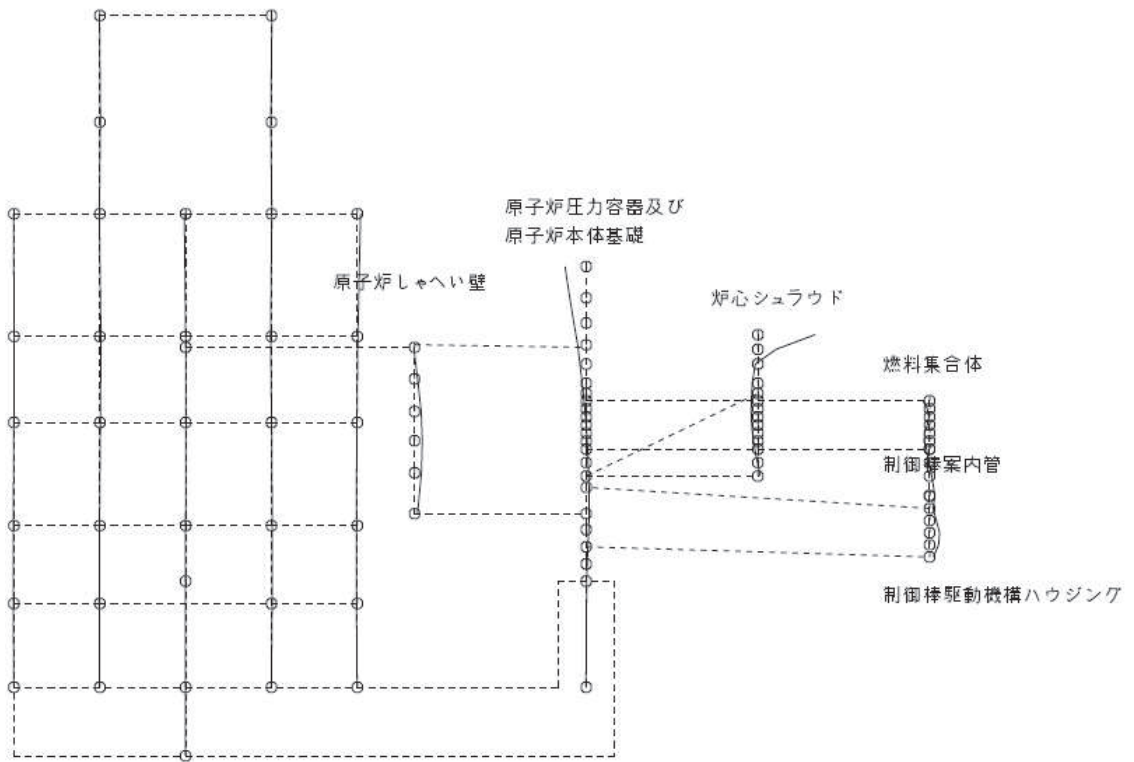 原子炉圧力容器及び
原子炉本体基礎
原子炉しゃへい壁
炉心シュラウド
燃料集合体
制御棒案内管
制御棒駆動機構ハウジング